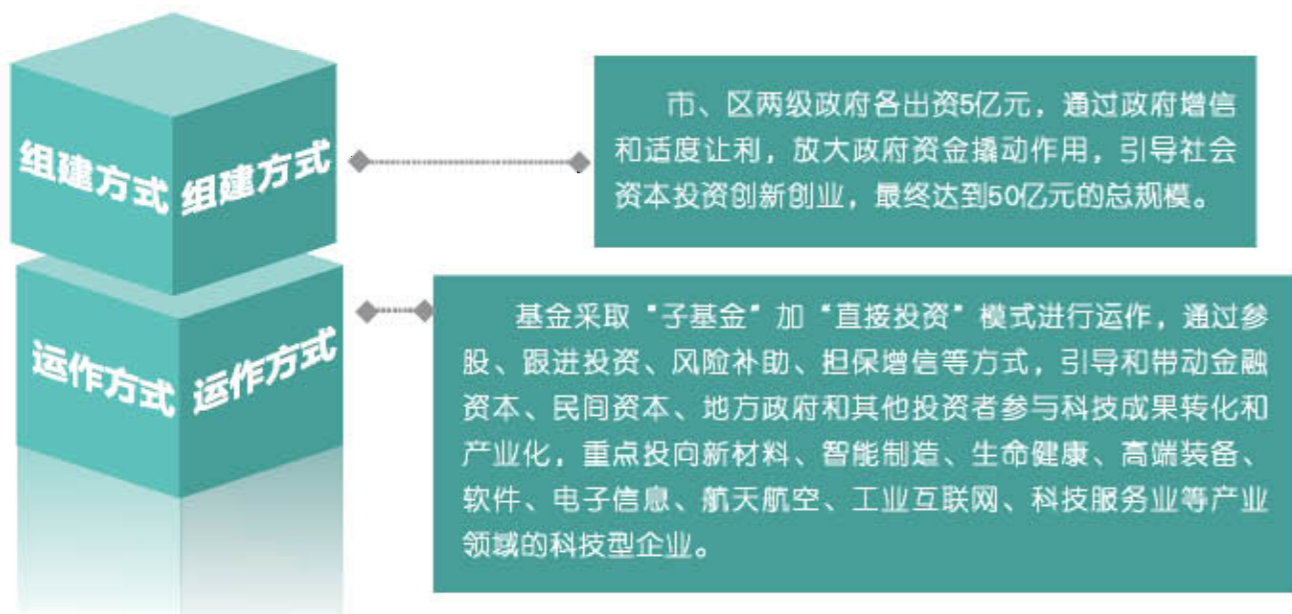 组建方式 组建方式
市、区两级政府各出资5亿元，通过政府增信
和适度让利，放大政府资金撬动作用，引导社会
资本投资创新创业，最终达到50亿元的总规模。
运作方式 运作方式
基金采取“子基金”加“直接投资”模式进行运作，通过参
股、跟进投资、风险补助、担保增信等方式，引导和带动金融
资本、民间资本、地方政府和其他投资者参与科技成果转化和
产业化，重点投向新材料、智能制造、生命健康、高端装备、
软件、电子信息、航天航空、工业互联网、科技服务业等产业
领域的科技型企业。